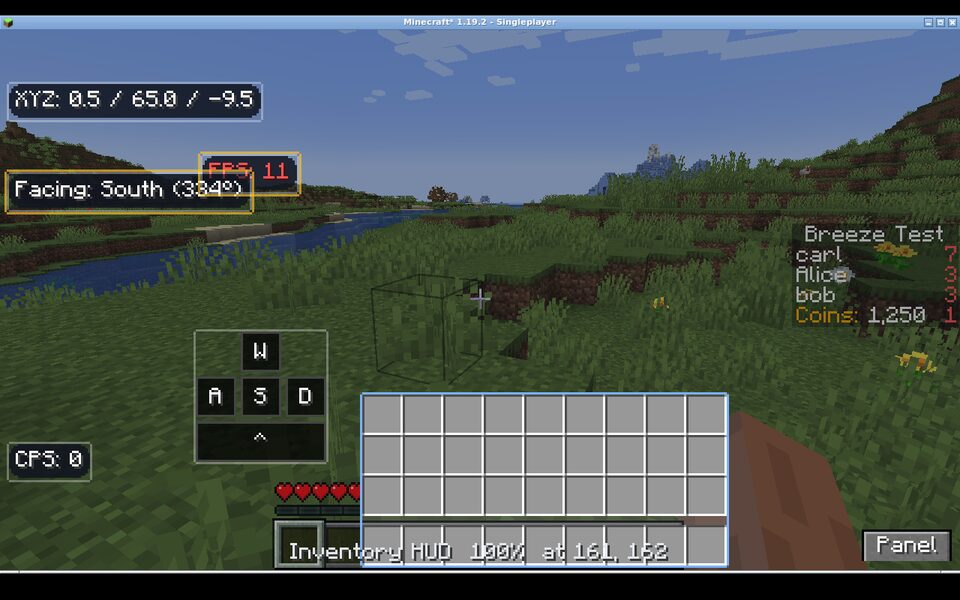 Minecraft* 1.19.2 - Singleplayer
XYZ: 0.5 / 65.0 / -9.5
FPS: 11
Facing: South (334°)
Breeze Test
carl 7
Alice 3
bob 3
Coins: 1,250 1
W
A S D
^
CPS: 0
Inventory HUD 100% at 161, 162
Panel